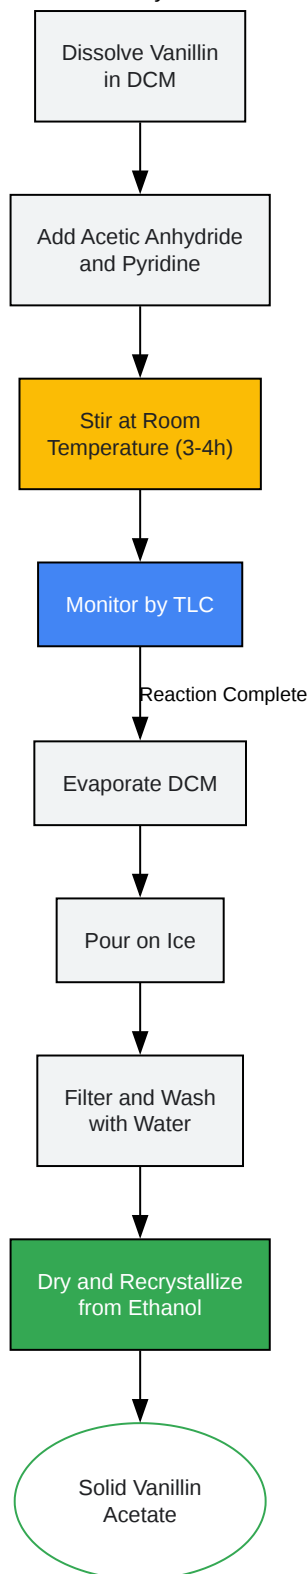 Dissolve Vanillin
in DCM
Add Acetic Anhydride
and Pyridine
Stir at Room
Temperature (3-4h)
Monitor by TLC
Reaction Complete
Evaporate DCM
Pour on Ice
Filter and Wash
with Water
Dry and Recrystallize
from Ethanol
Solid Vanillin
Acetate